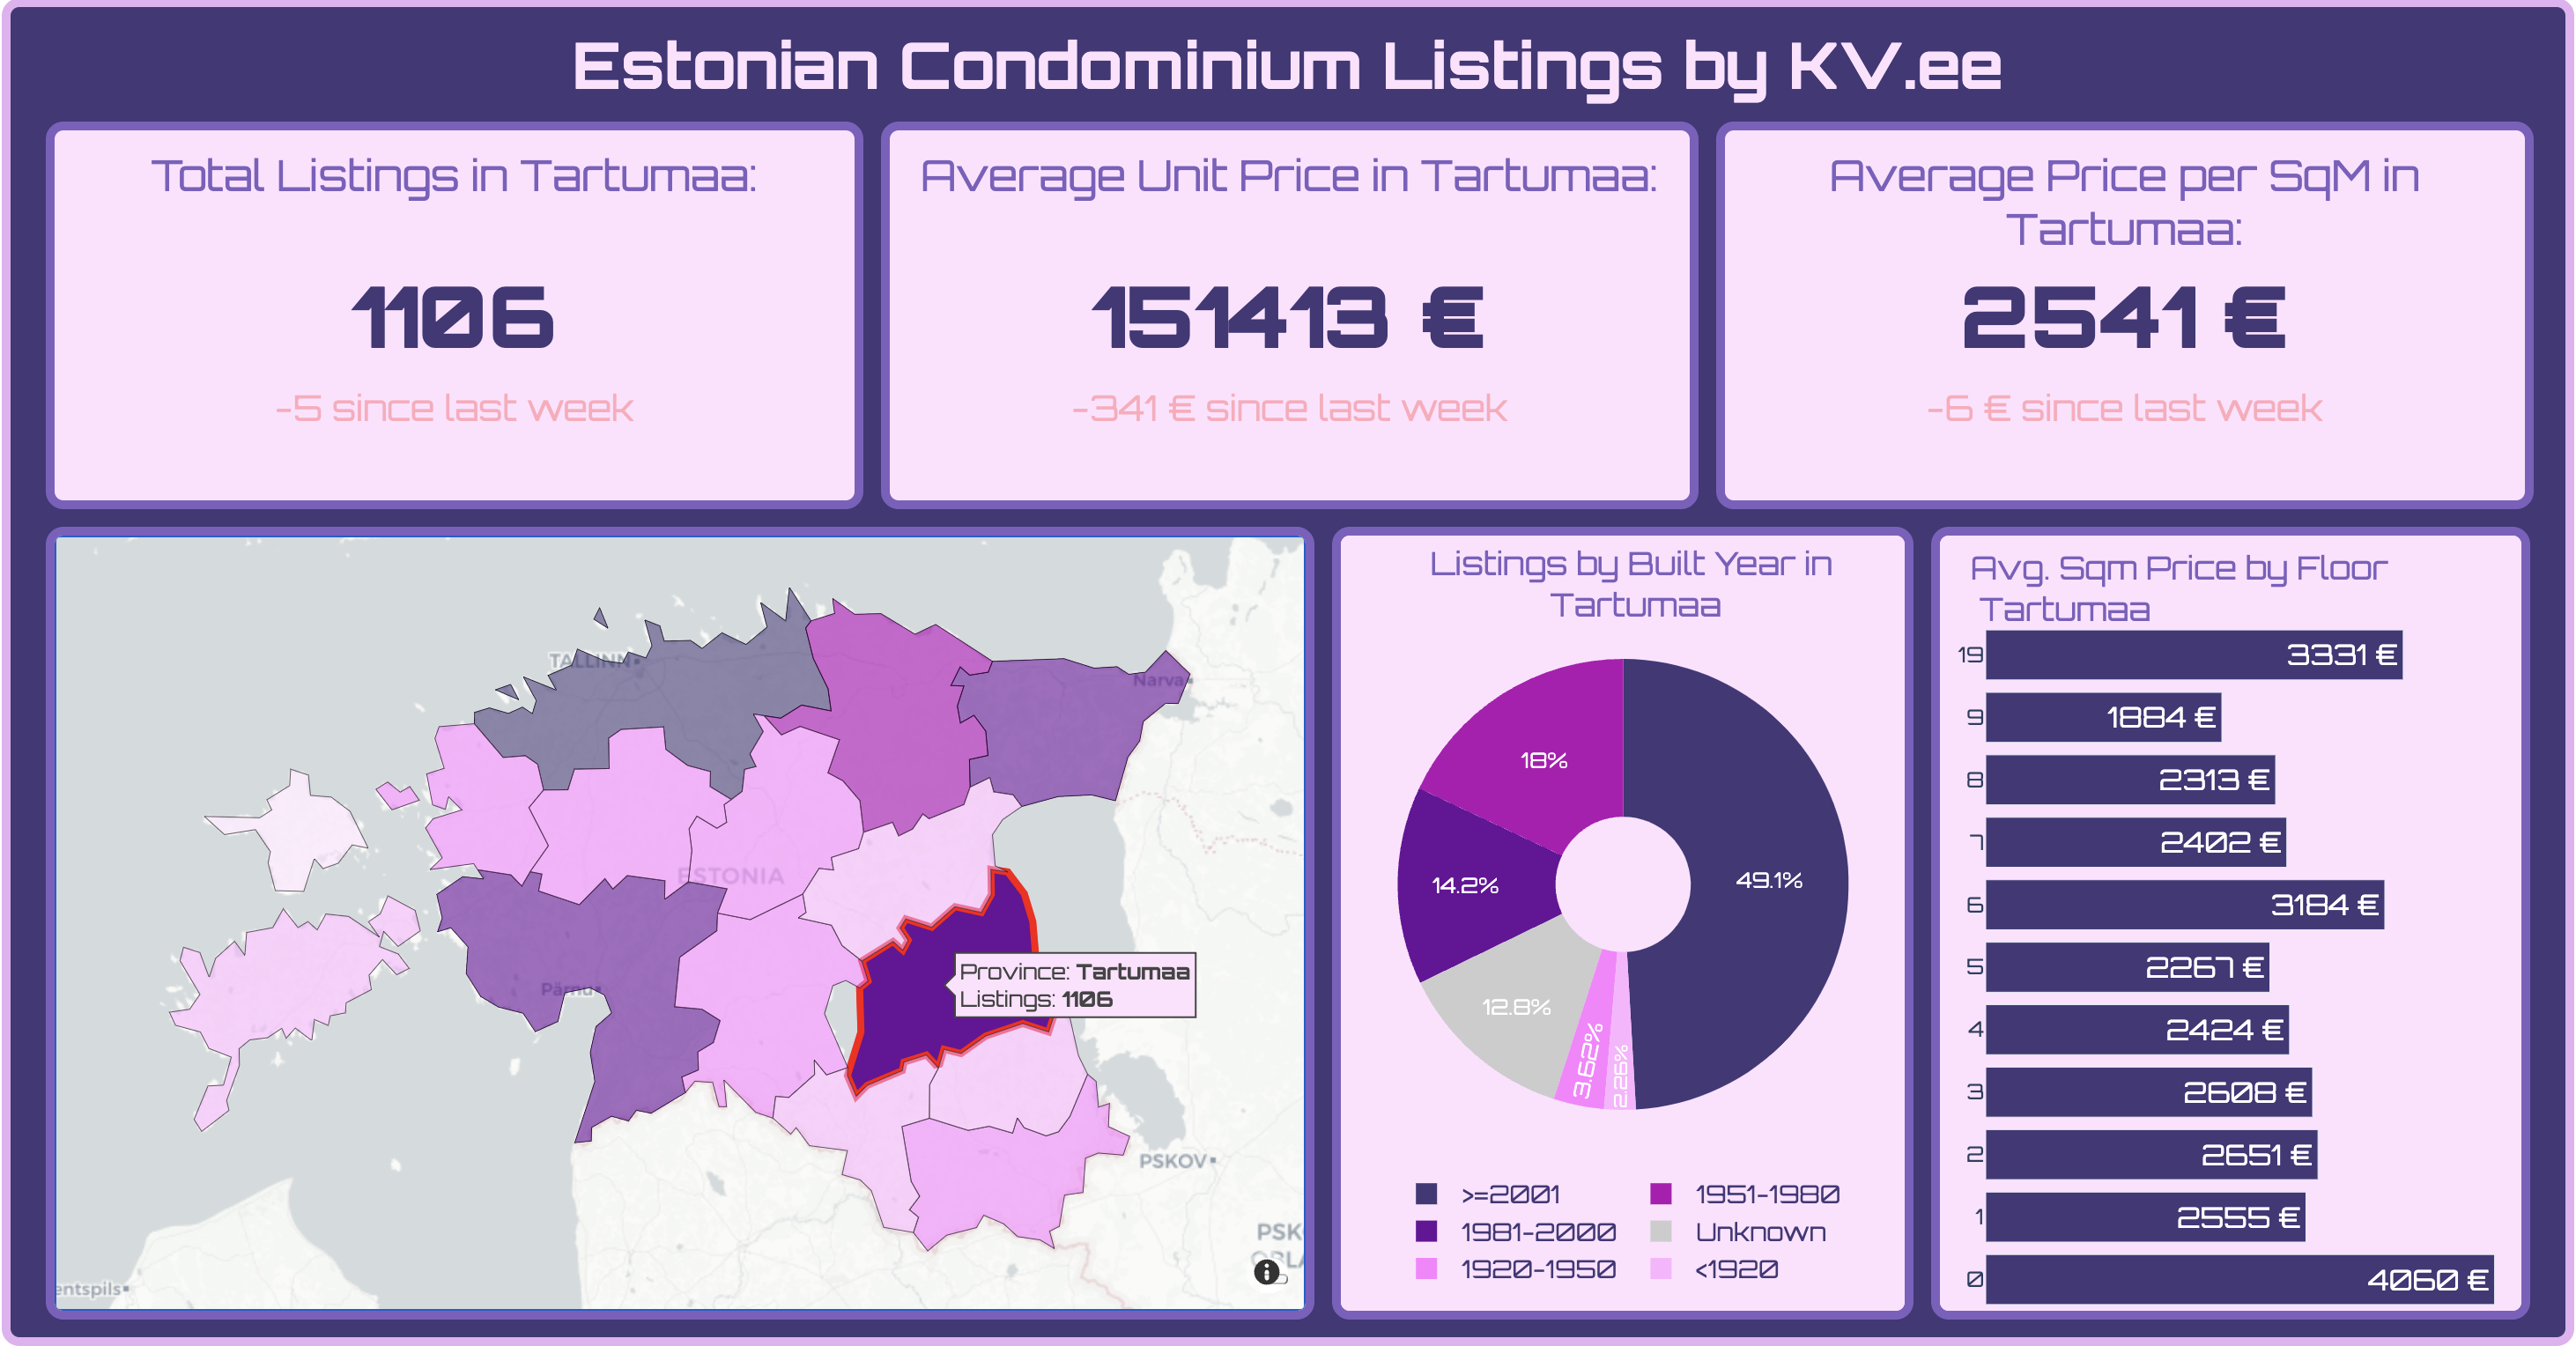 Estonian Condominium Listings by KV.ee
Total Listings in Tartumaa:
1106
-5 since last week
Average Unit Price in Tartumaa:
151413 €
-341 € since last week
Average Price per SqM in
Tartumaa:
2541 €
-6 € since last week
TALLINN
Narva
ESTONIA
Pärnu
Province: Tartumaa
Listings: 1106
PSKOV
entspils
Listings by Built Year in
Tartumaa
18%
49.1%
14.2%
12.8%
3.62%
2.26%
>=2001
1951-1980
1981-2000
Unknown
1920-1950
<1920
Avg. Sqm Price by Floor
Tartumaa
19 3331 €
9 1884 €
8 2313 €
7 2402 €
6 3184 €
5 2267 €
4 2424 €
3 2608 €
2 2651 €
1 2555 €
0 4060 €